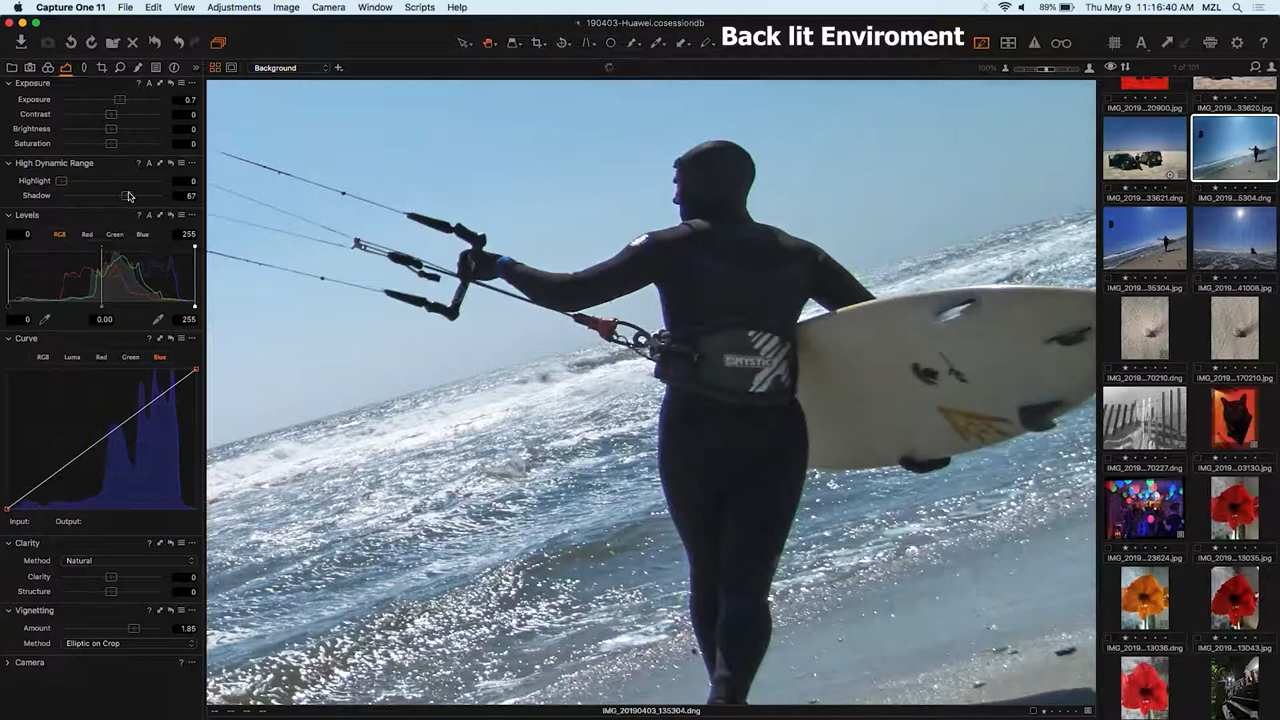 Capture One 11 File Edit View Adjustments Image Camera Window Scripts Help 89% Thu May 9 11:16:40 AM MZL
190403-Huawei.cosessiondb
Back lit Enviroment
Background
100%
1 of 101
Exposure
Exposure 0.7
Contrast 0
Brightness 0
Saturation 0
High Dynamic Range
Highlight 0
Shadow 67
Levels
0 RGB Red Green Blue 255
0 0.00 255
Curve
RGB Luma Red Green Blue
Input: Output:
Clarity
Method Natural
Clarity 0
Structure 0
Vignetting
Amount 1.85
Method Elliptic on Crop
Camera
MYSTIC
IMG_20190403_135304.dng
IMG_2019...20900.jpg
...33620.jpg
IMG_2019...33621.jpg
...5304.dng
IMG_2019...35304.jpg
IMG_2019...41008.jpg
IMG_2019...70210.dng
IMG_2019...170210.jpg
IMG_2019...70227.dng
IMG_2019...03130.jpg
IMG_2019...23624.jpg
IMG_2019...13035.jpg
IMG_2019...13036.dng
IMG_2019...13043.jpg